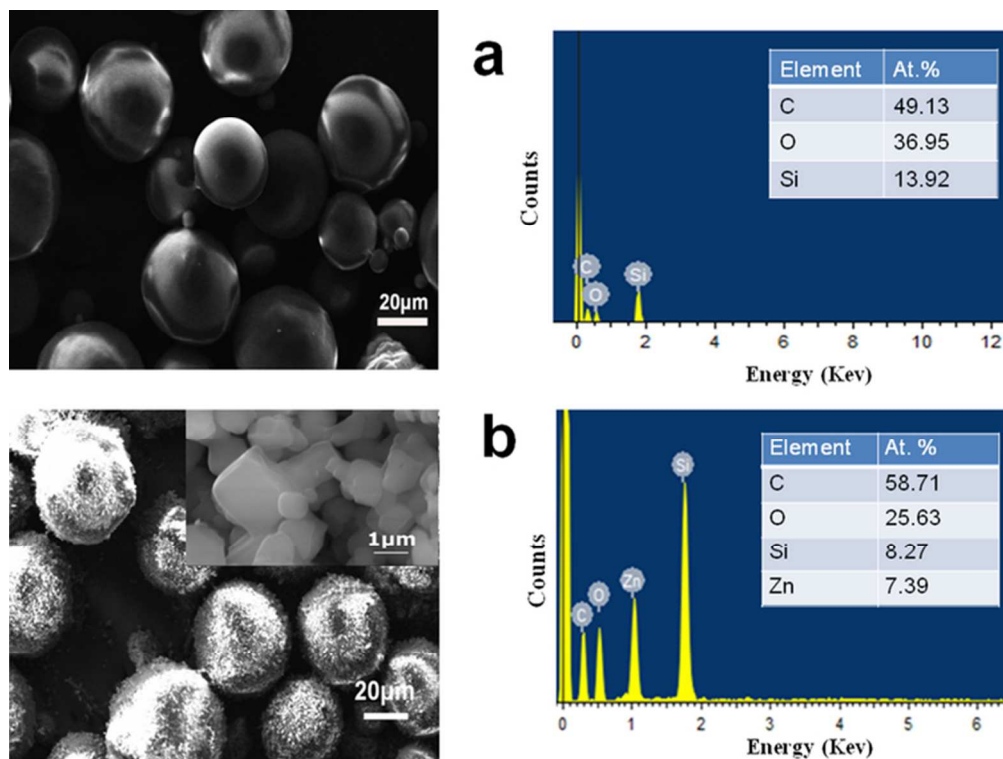 a
Element At.%
C 49.13
O 36.95
Si 13.92
Counts
C
O
Si
0 2 4 6 8 10 12
Energy (Kev)
20µm
b
Element At. %
C 58.71
O 25.63
Si 8.27
Zn 7.39
Counts
C
O
Zn
Si
0 1 2 3 4 5 6
Energy (Kev)
1µm
20µm